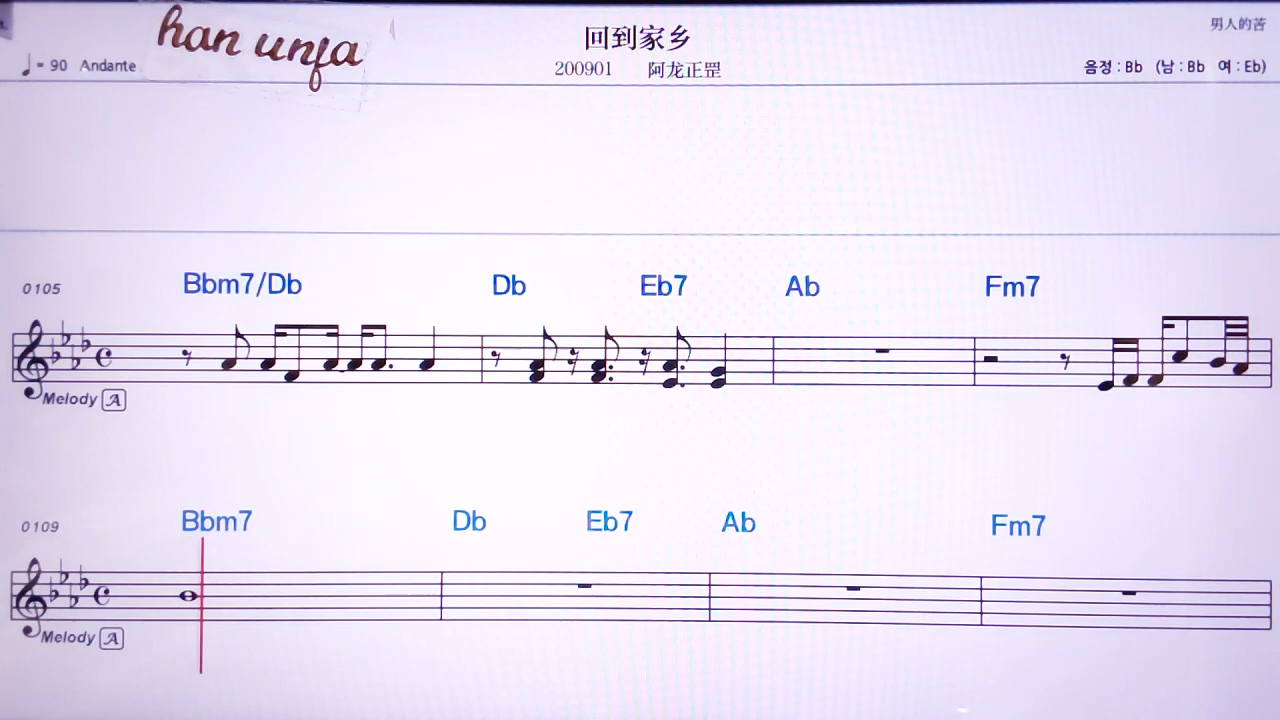 han unfa
回到家乡
男人的苦
♩= 90 Andante
200901 阿龙正罡
음정 : Bb (남 : Bb 여 : Eb)
0105 Bbm7/Db Db Eb7 Ab Fm7
Melody A
0109 Bbm7 Db Eb7 Ab Fm7
Melody A